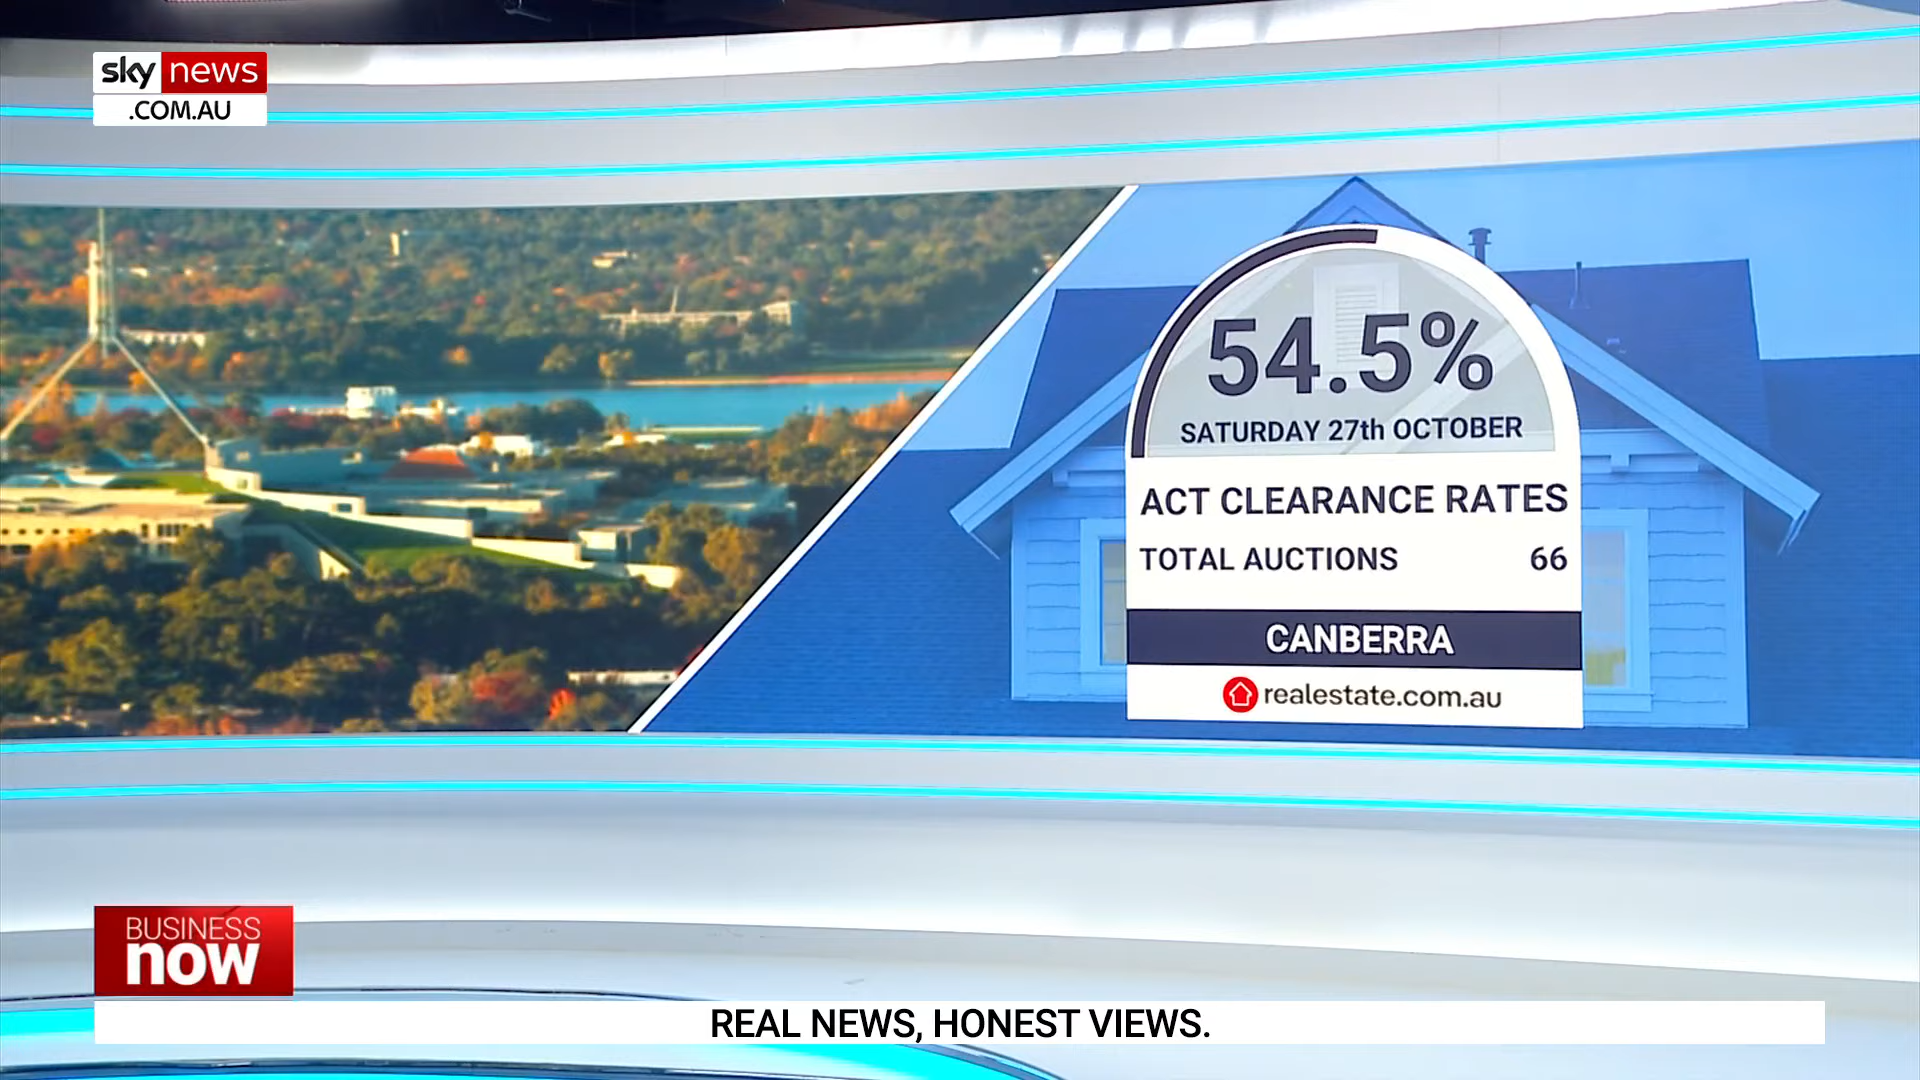 sky news
.COM.AU
54.5%
SATURDAY 27th OCTOBER
ACT CLEARANCE RATES
TOTAL AUCTIONS 66
CANBERRA
realestate.com.au
BUSINESS
now
REAL NEWS, HONEST VIEWS.